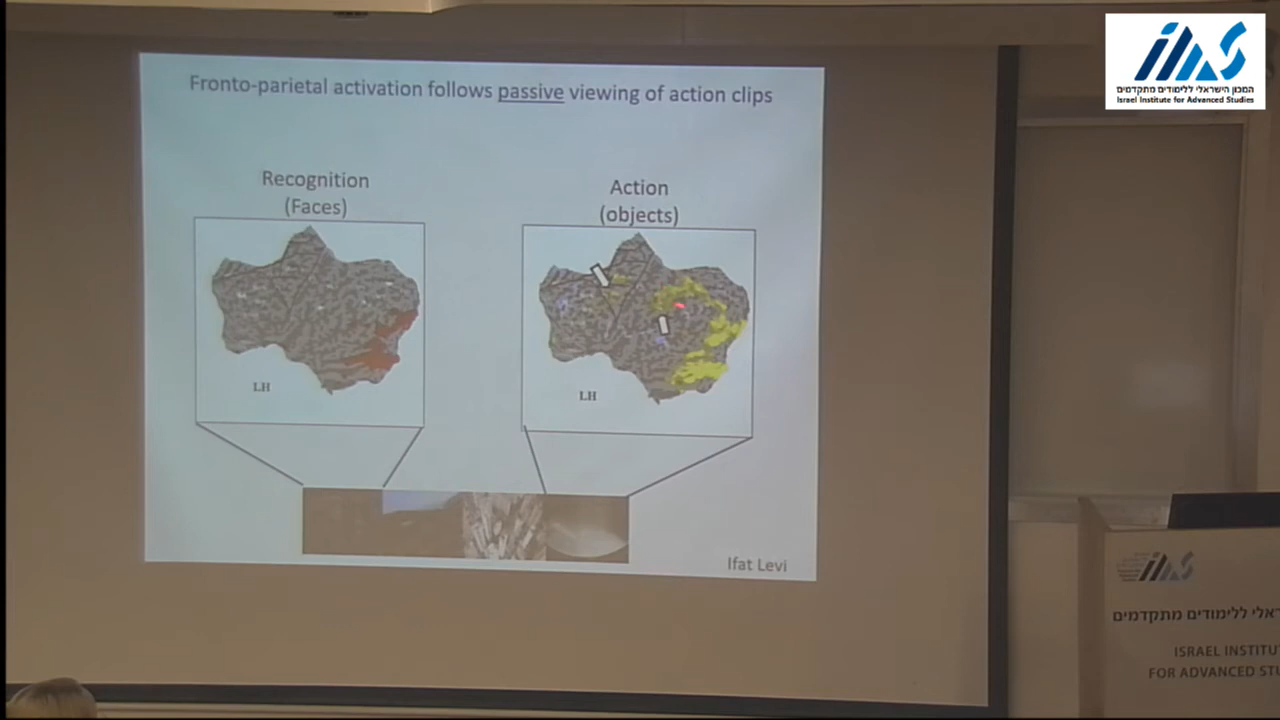 Fronto-parietal activation follows passive viewing of action clips
Recognition
(Faces)
Action
(objects)
LH
LH
Ifat Levi
המכון הישראלי ללימודים מתקדמים
Israel Institute for Advanced Studies
אלי ללימודים מתקדמים
ISRAEL INSTITU
FOR ADVANCED STU